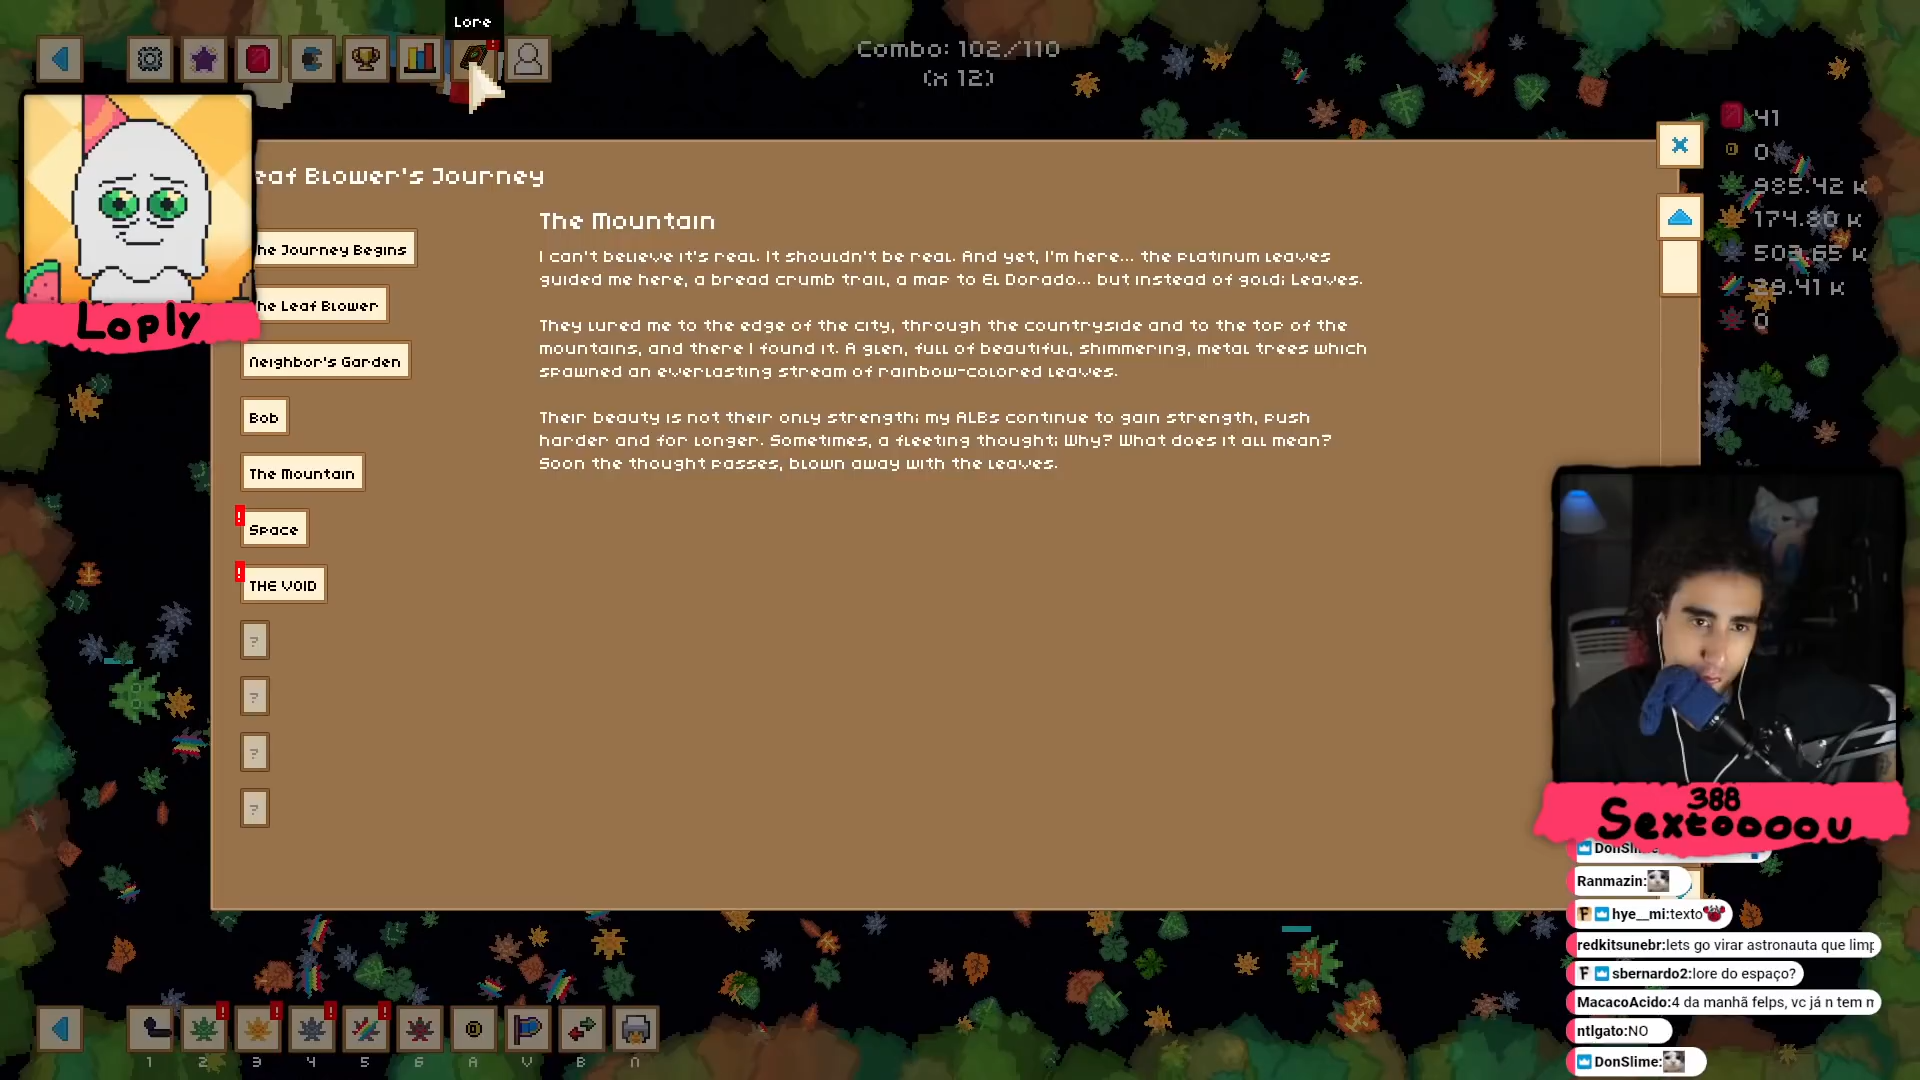 Lore
Combo: 102/110
(x 12)
41
0
985.42 k
174.80 k
503.65 k
29.41 k
0
Loply
eaf Blower's Journey
he Journey Begins
he Leaf Blower
Neighbor's Garden
Bob
The Mountain
! Space
! THE VOID
?
?
?
?
The Mountain
I can't believe it's real. It shouldn't be real. And yet, I'm here... the platinum leaves
guided me here, a bread crumb trail, a map to El Dorado... but instead of gold; Leaves.
They lured me to the edge of the city, through the countryside and to the top of the
mountains, and there I found it. A glen, full of beautiful, shimmering, metal trees which
spawned an everlasting stream of rainbow-colored leaves.
Their beauty is not their only strength; my ALBs continue to gain strength, push
harder and for longer. Sometimes, a fleeting thought; Why? What does it all mean?
Soon the thought passes, blown away with the leaves.
388
Sextoooou
DonSlime
Ranmazin:
hye__mi:texto
redkitsunebr:lets go virar astronauta que limp
sbernardo2:lore do espaço?
MacacoAcido:4 da manhã felps, vc já n tem m
ntlgato:NO
DonSlime:
1 2 3 4 5 6 A V B N